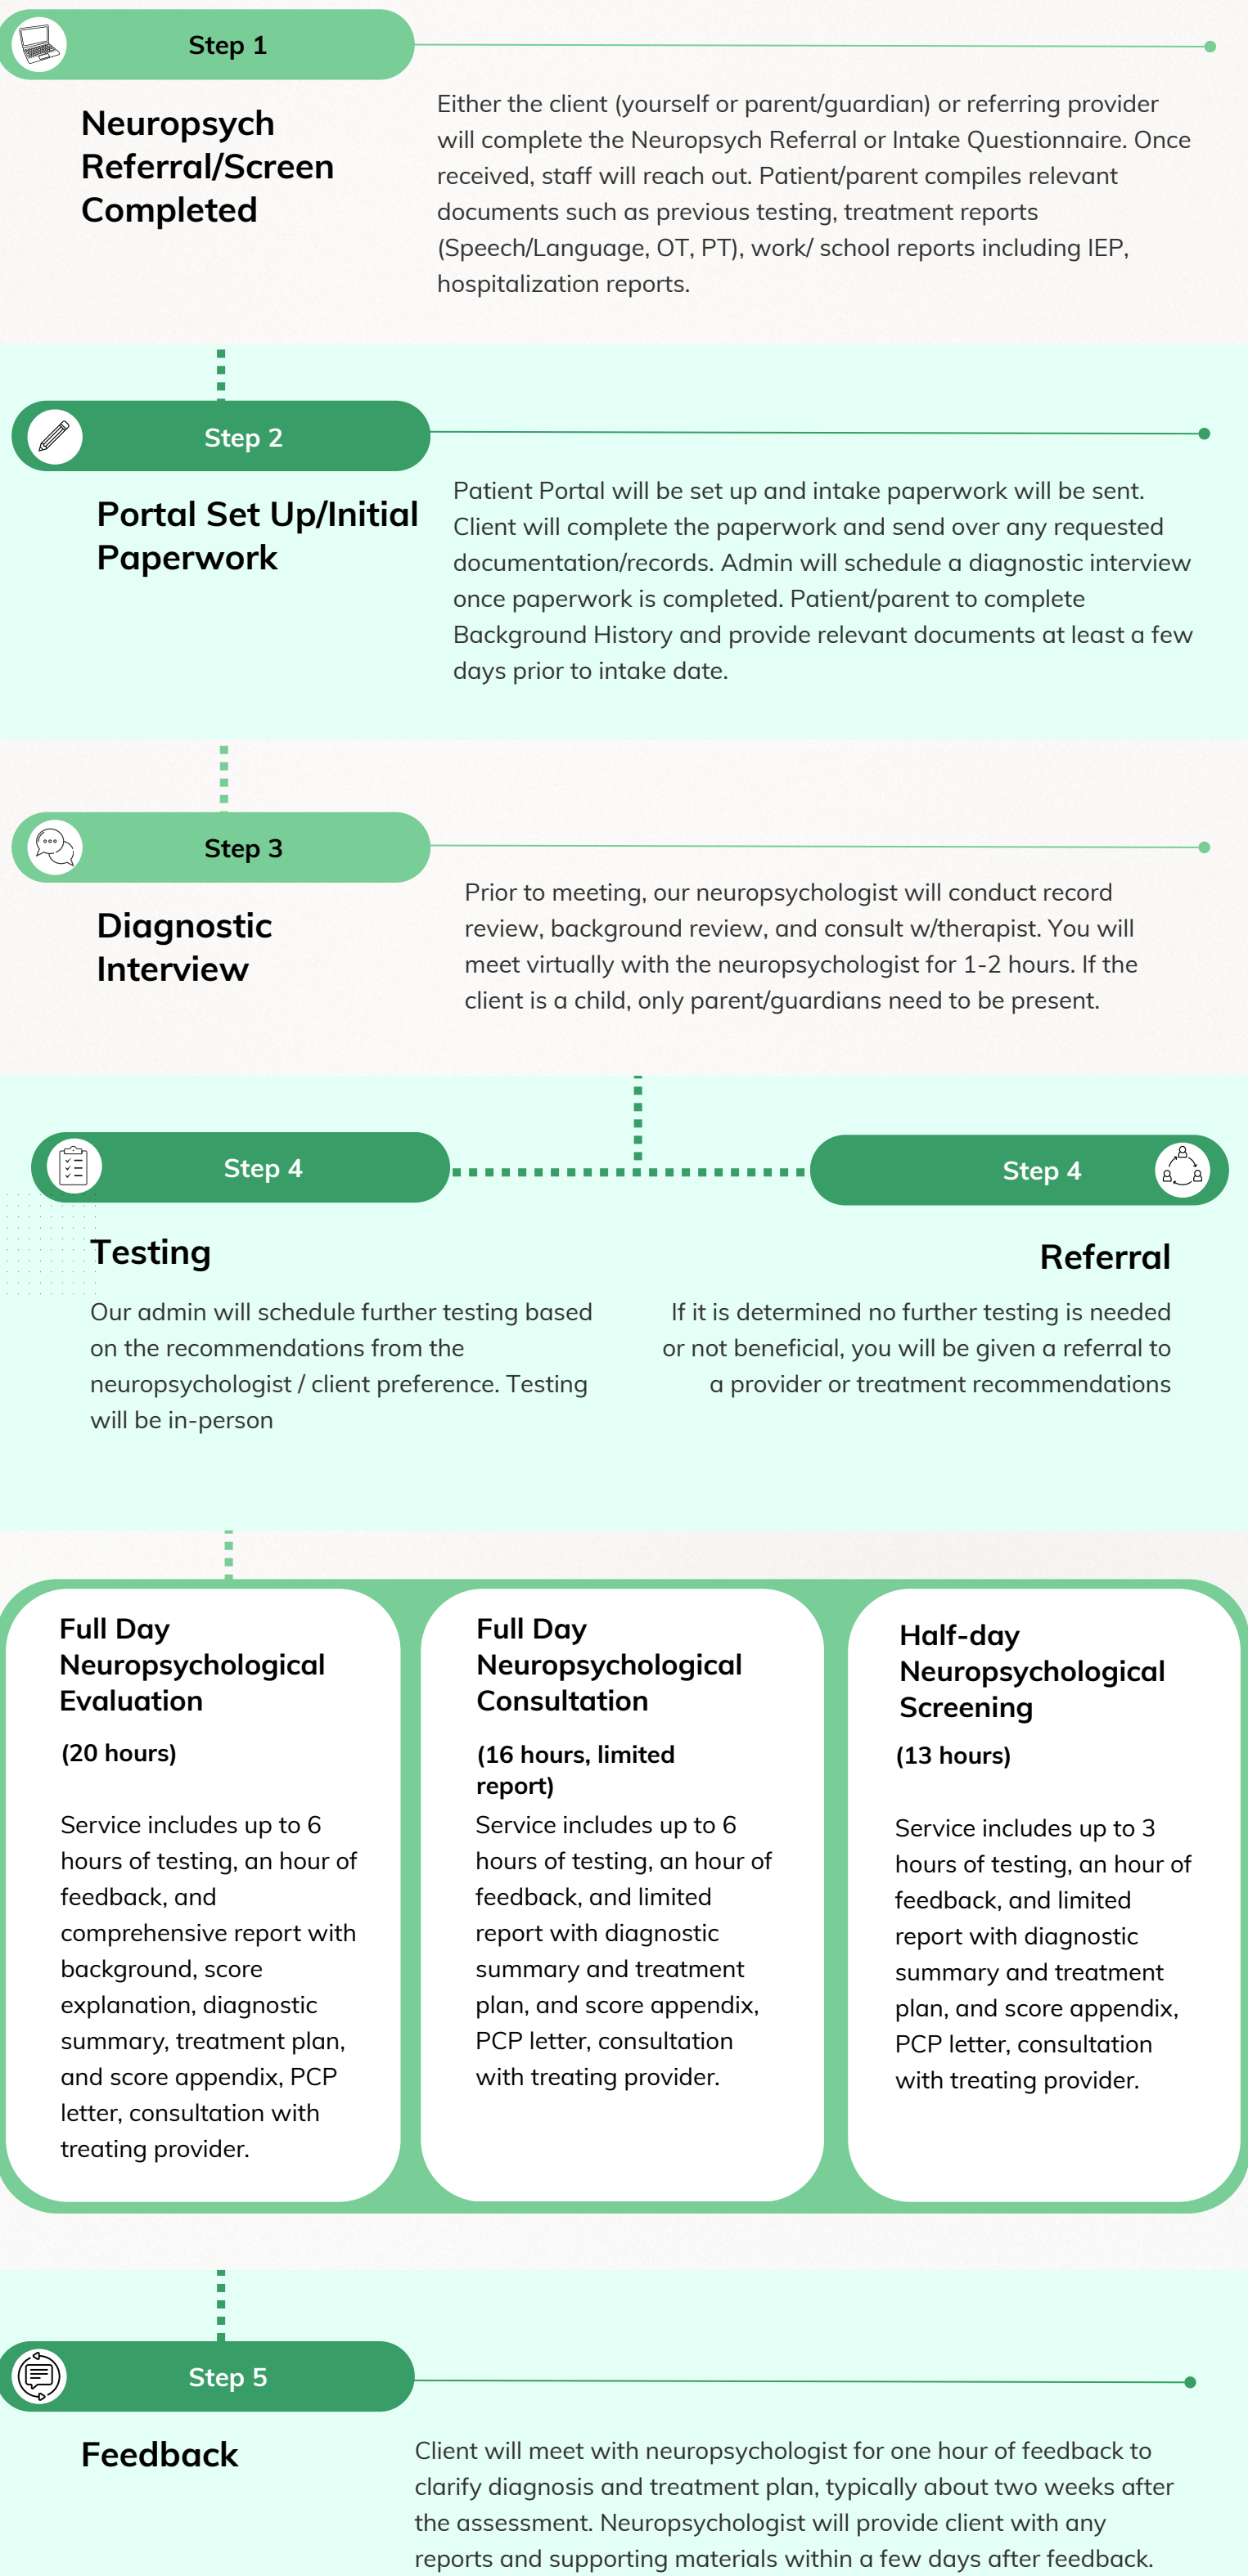 Step 1
Neuropsych
Referral/Screen
Completed
Either the client (yourself or parent/guardian) or referring provider
will complete the Neuropsych Referral or Intake Questionnaire. Once
received, staff will reach out. Patient/parent compiles relevant
documents such as previous testing, treatment reports
(Speech/Language, OT, PT), work/ school reports including IEP,
hospitalization reports.
Step 2
Portal Set Up/Initial
Paperwork
Patient Portal will be set up and intake paperwork will be sent.
Client will complete the paperwork and send over any requested
documentation/records. Admin will schedule a diagnostic interview
once paperwork is completed. Patient/parent to complete
Background History and provide relevant documents at least a few
days prior to intake date.
Step 3
Diagnostic
Interview
Prior to meeting, our neuropsychologist will conduct record
review, background review, and consult w/therapist. You will
meet virtually with the neuropsychologist for 1-2 hours. If the
client is a child, only parent/guardians need to be present.
Step 4
Testing
Our admin will schedule further testing based
on the recommendations from the
neuropsychologist / client preference. Testing
will be in-person
Step 4
Referral
If it is determined no further testing is needed
or not beneficial, you will be given a referral to
a provider or treatment recommendations
Full Day
Neuropsychological
Evaluation
(20 hours)
Service includes up to 6
hours of testing, an hour of
feedback, and
comprehensive report with
background, score
explanation, diagnostic
summary, treatment plan,
and score appendix, PCP
letter, consultation with
treating provider.
Full Day
Neuropsychological
Consultation
(16 hours, limited
report)
Service includes up to 6
hours of testing, an hour of
feedback, and limited
report with diagnostic
summary and treatment
plan, and score appendix,
PCP letter, consultation
with treating provider.
Half-day
Neuropsychological
Screening
(13 hours)
Service includes up to 3
hours of testing, an hour of
feedback, and limited
report with diagnostic
summary and treatment
plan, and score appendix,
PCP letter, consultation
with treating provider.
Step 5
Feedback
Client will meet with neuropsychologist for one hour of feedback to
clarify diagnosis and treatment plan, typically about two weeks after
the assessment. Neuropsychologist will provide client with any
reports and supporting materials within a few days after feedback.